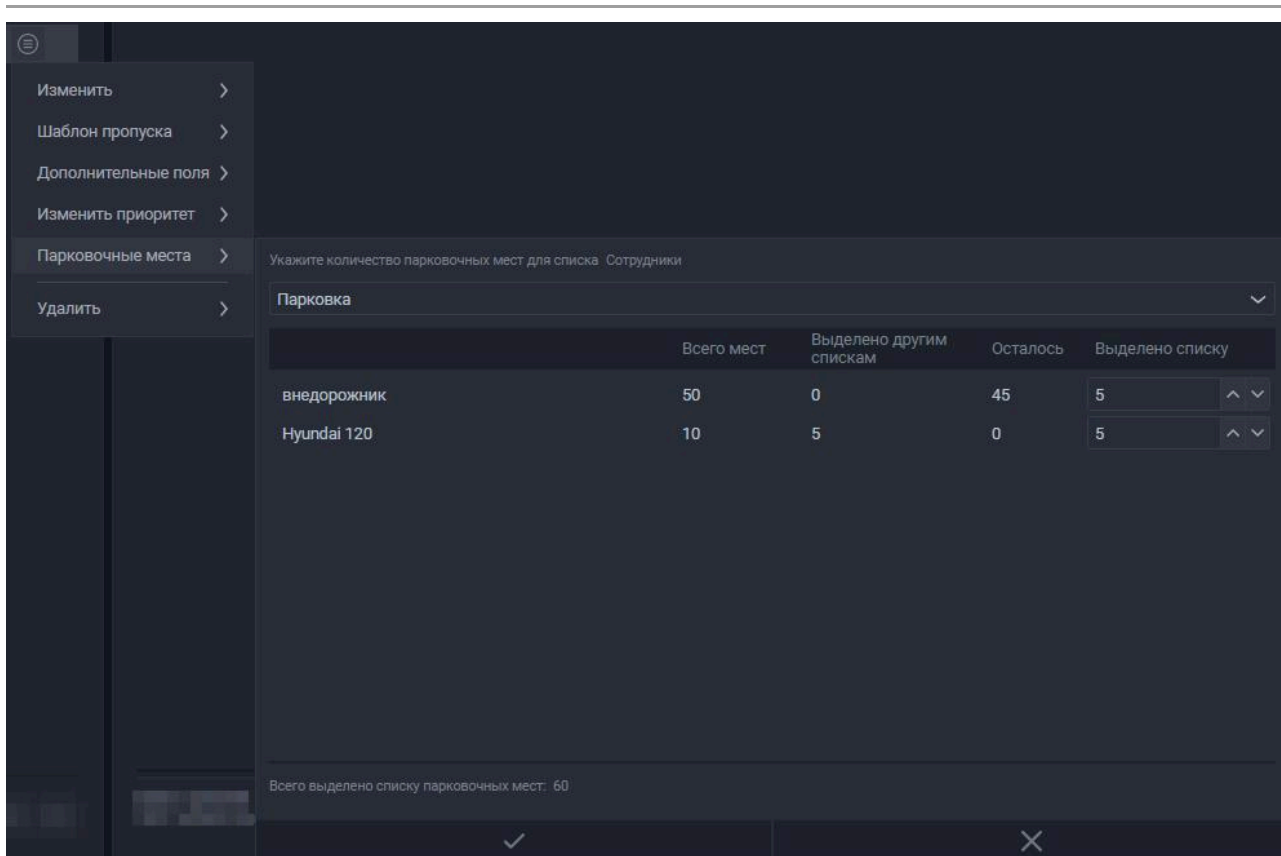 Изменить
Шаблон пропуска
Дополнительные поля
Изменить приоритет
Парковочные места
Удалить
Укажите количество парковочных мест для списка Сотрудники
Парковка
Всего мест
Выделено другим
спискам
Осталось
Выделено списку
внедорожник 50 0 45 5
Hyundai 120 10 5 0 5
Всего выделено списку парковочных мест: 60